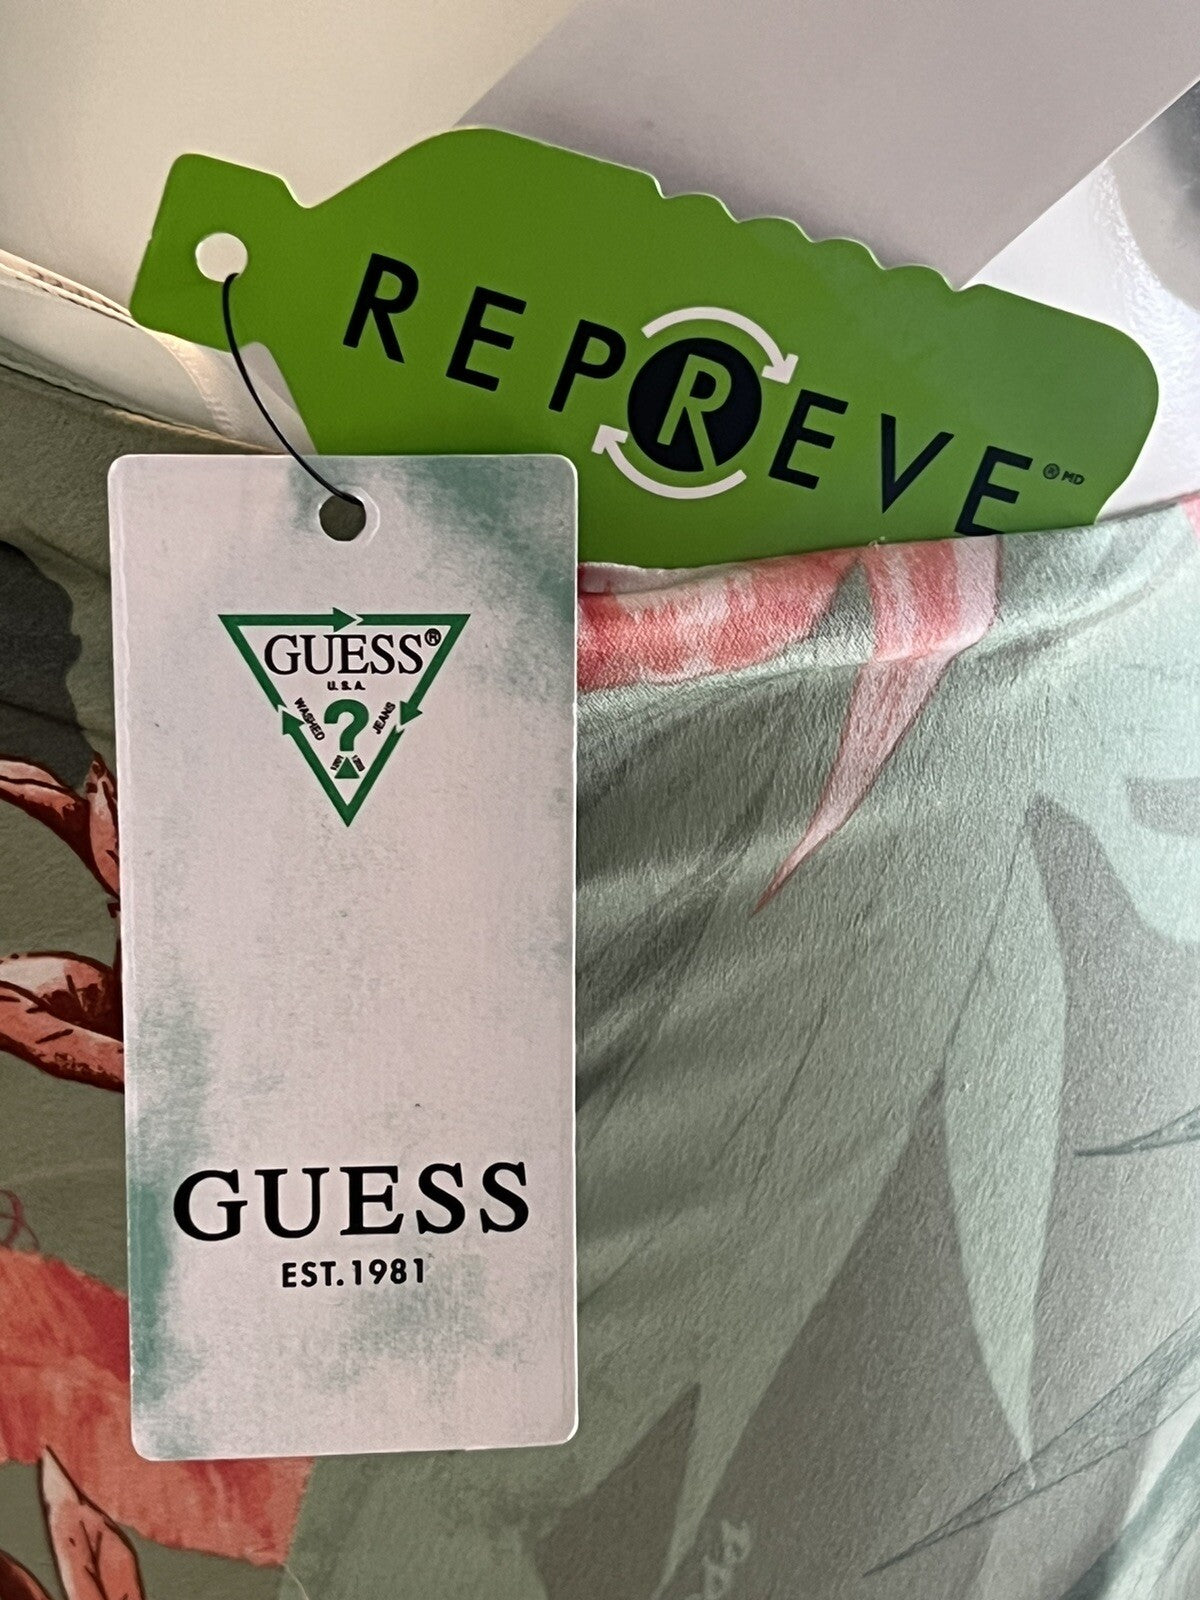 REPREVE® MD
GUESS®
U.S.A.
WASHED
?
JEANS
GUESS
EST. 1981